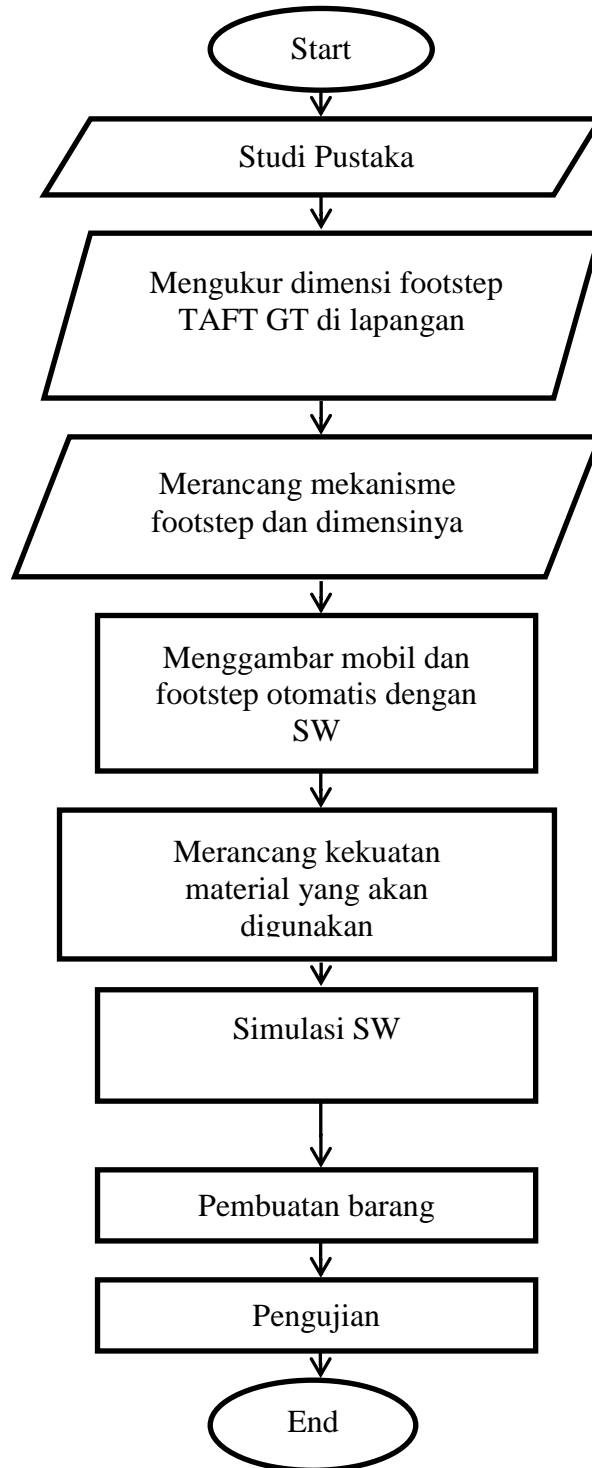 Start
Studi Pustaka
Mengukur dimensi footstep
TAFT GT di lapangan
Merancang mekanisme
footstep dan dimensinya
Menggambar mobil dan
footstep otomatis dengan
SW
Merancang kekuatan
material yang akan
digunakan
Simulasi SW
Pembuatan barang
Pengujian
End